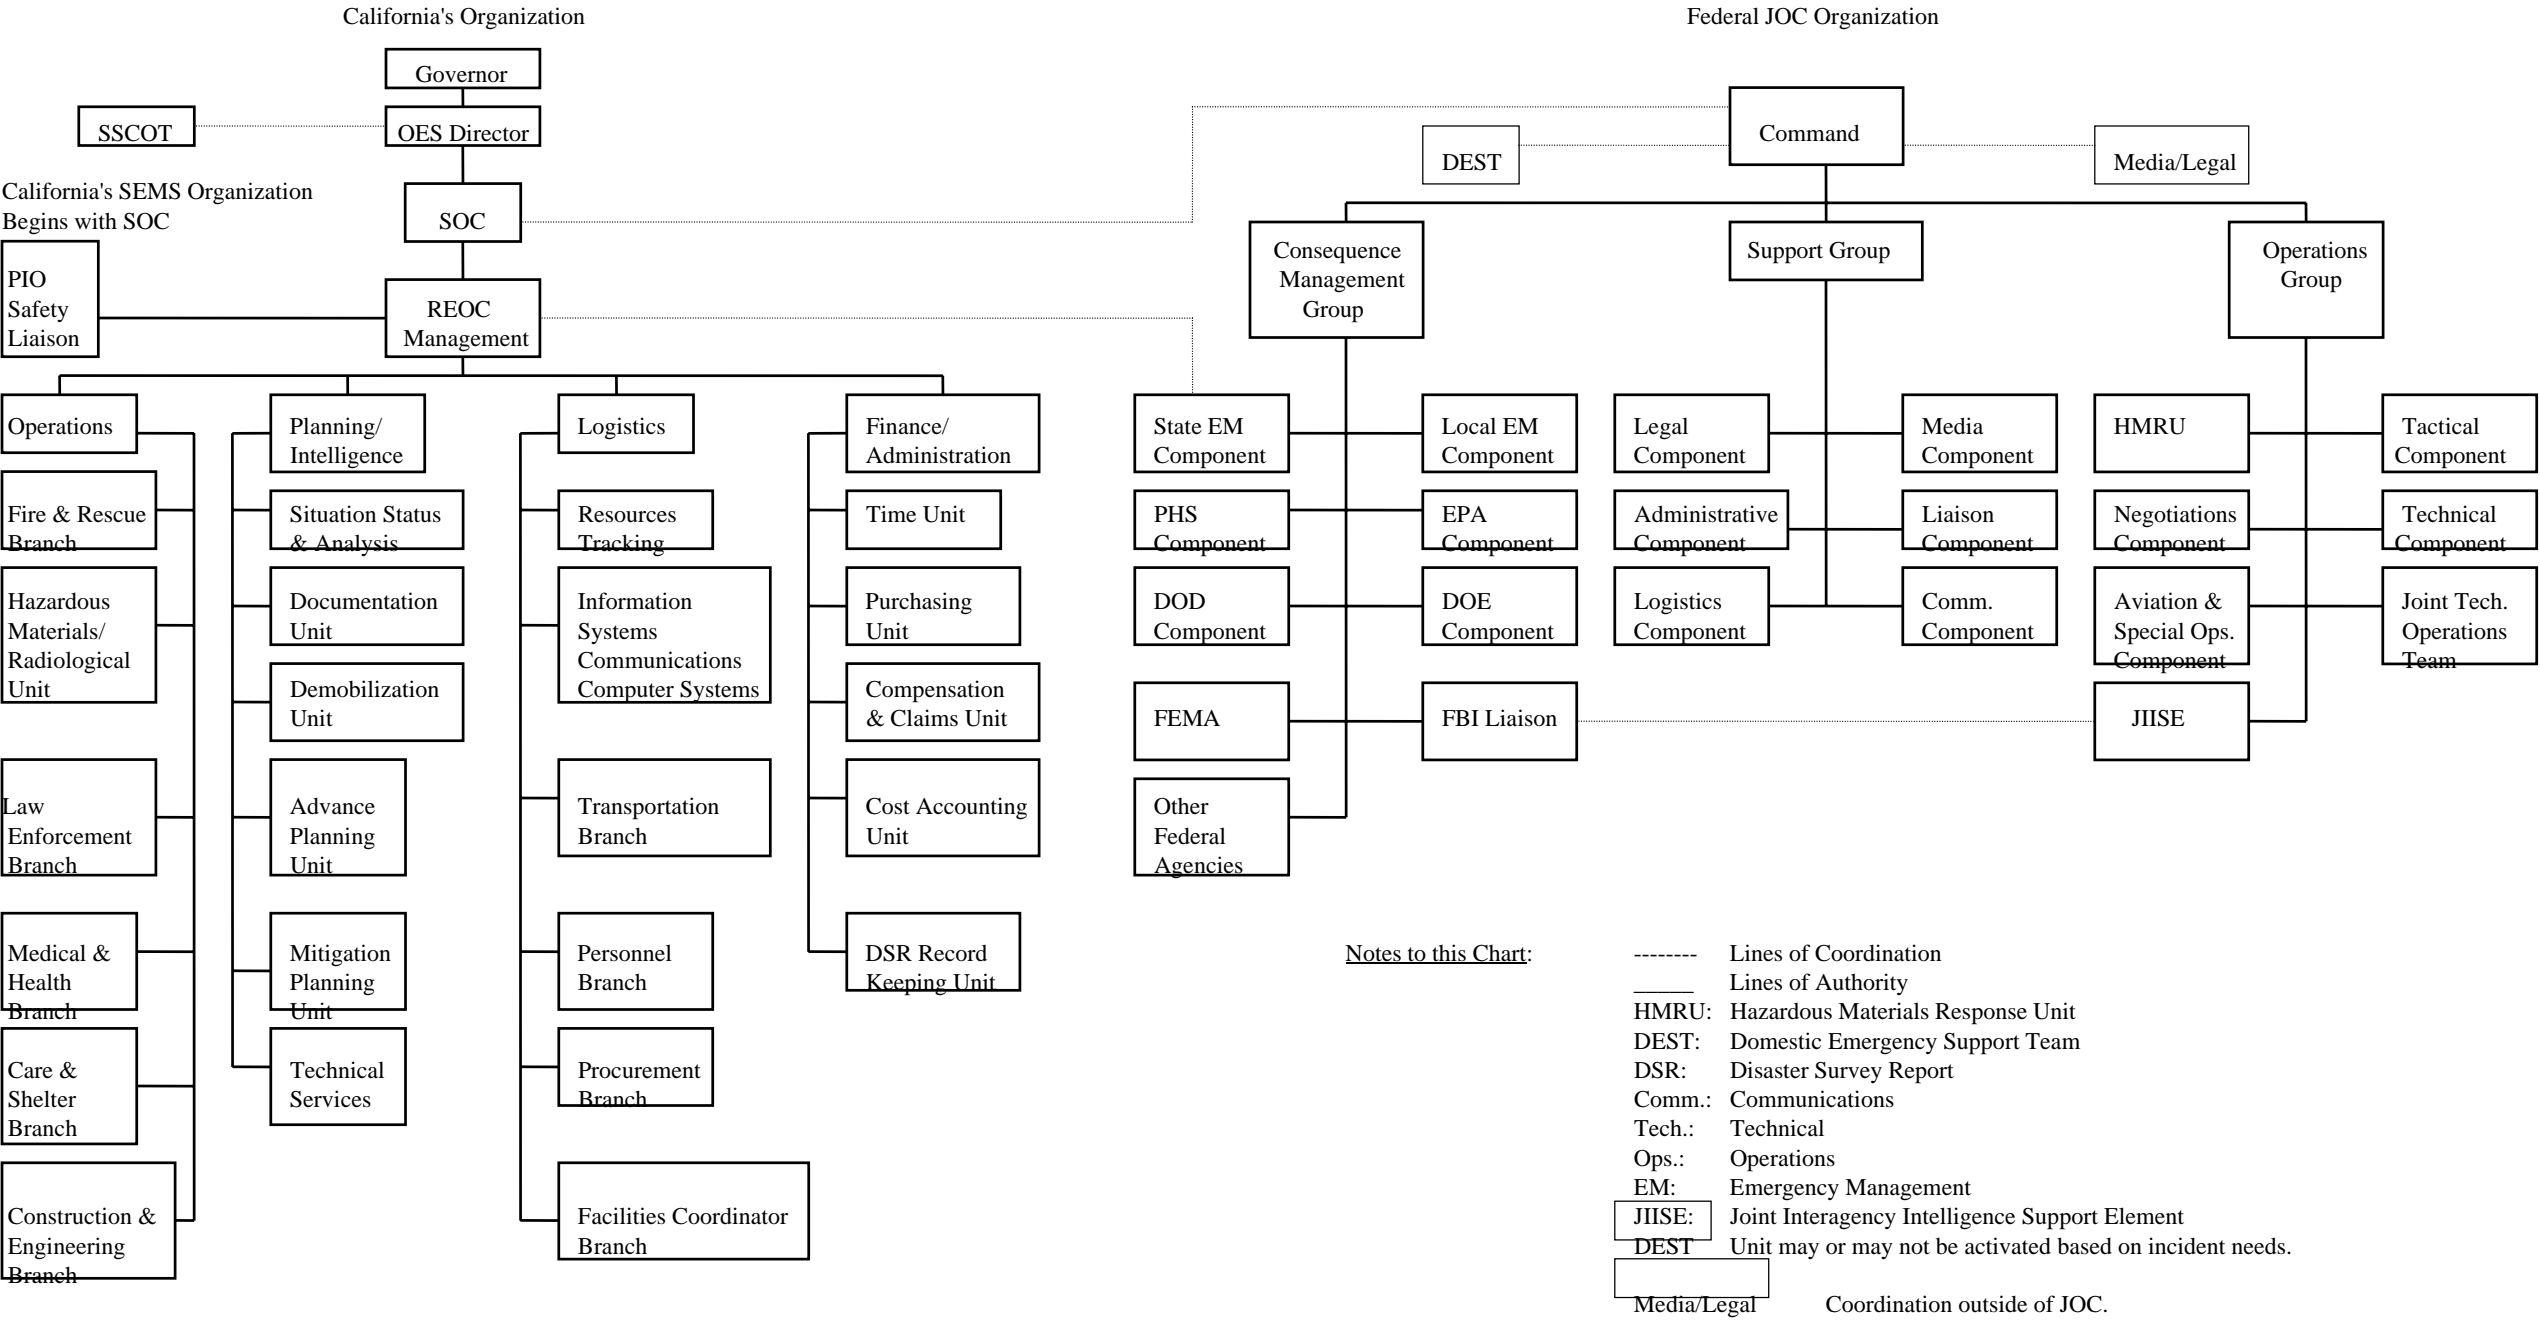 California's Organization
Federal JOC Organization
Governor
SSCOT
OES Director
Command
DEST
Media/Legal
California's SEMS Organization
Begins with SOC
SOC
Consequence
Management
Group
Support Group
Operations
Group
PIO
Safety
Liaison
REOC
Management
Operations
Fire & Rescue
Branch
Hazardous
Materials/
Radiological
Unit
Law
Enforcement
Branch
Medical &
Health
Branch
Care &
Shelter
Branch
Construction &
Engineering
Branch
Planning/
Intelligence
Situation Status
& Analysis
Documentation
Unit
Demobilization
Unit
Advance
Planning
Unit
Mitigation
Planning
Unit
Technical
Services
Logistics
Resources
Tracking
Information
Systems
Communications
Computer Systems
Transportation
Branch
Personnel
Branch
Procurement
Branch
Facilities Coordinator
Branch
Finance/
Administration
Time Unit
Purchasing
Unit
Compensation
& Claims Unit
Cost Accounting
Unit
DSR Record
Keeping Unit
State EM
Component
Local EM
Component
PHS
Component
EPA
Component
DOD
Component
DOE
Component
FEMA
FBI Liaison
Other
Federal
Agencies
Legal
Component
Media
Component
Administrative
Component
Liaison
Component
Logistics
Component
Comm.
Component
HMRU
Tactical
Component
Negotiations
Component
Technical
Component
Aviation &
Special Ops.
Component
Joint Tech.
Operations
Team
JIISE
Notes to this Chart:
-------- Lines of Coordination
_____ Lines of Authority
HMRU: Hazardous Materials Response Unit
DEST: Domestic Emergency Support Team
DSR: Disaster Survey Report
Comm.: Communications
Tech.: Technical
Ops.: Operations
EM: Emergency Management
JIISE: Joint Interagency Intelligence Support Element
DEST Unit may or may not be activated based on incident needs.
Media/Legal Coordination outside of JOC.